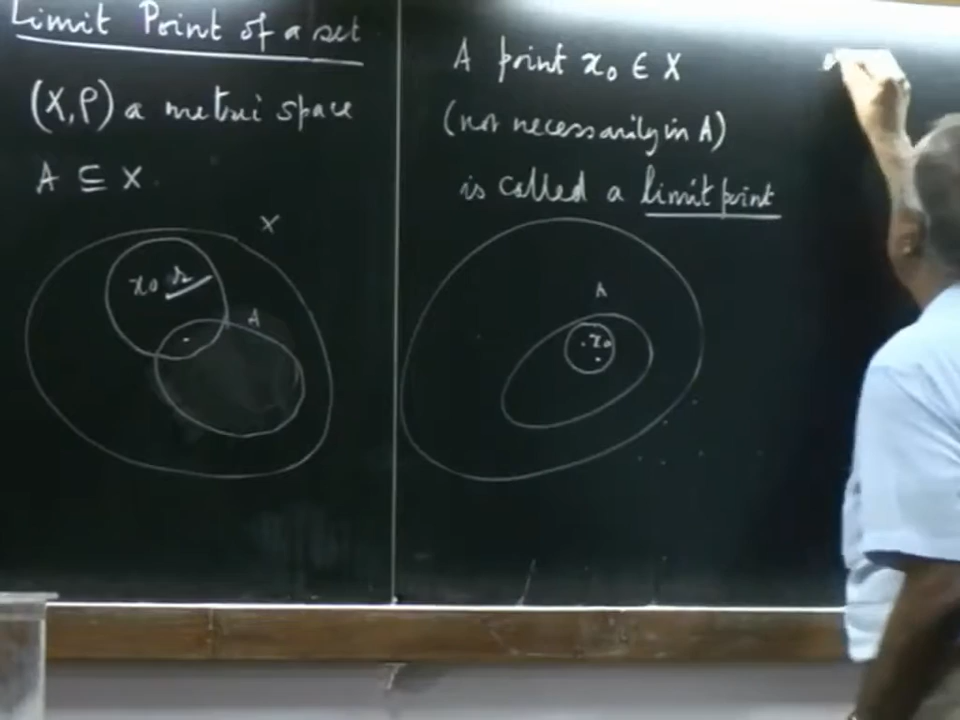 Limit Point of a set
(X, ρ) a metric space
A ⊆ X
X
x₀ r
A
A point x₀ ∈ X
(not necessarily in A)
is called a limit point
A
x₀